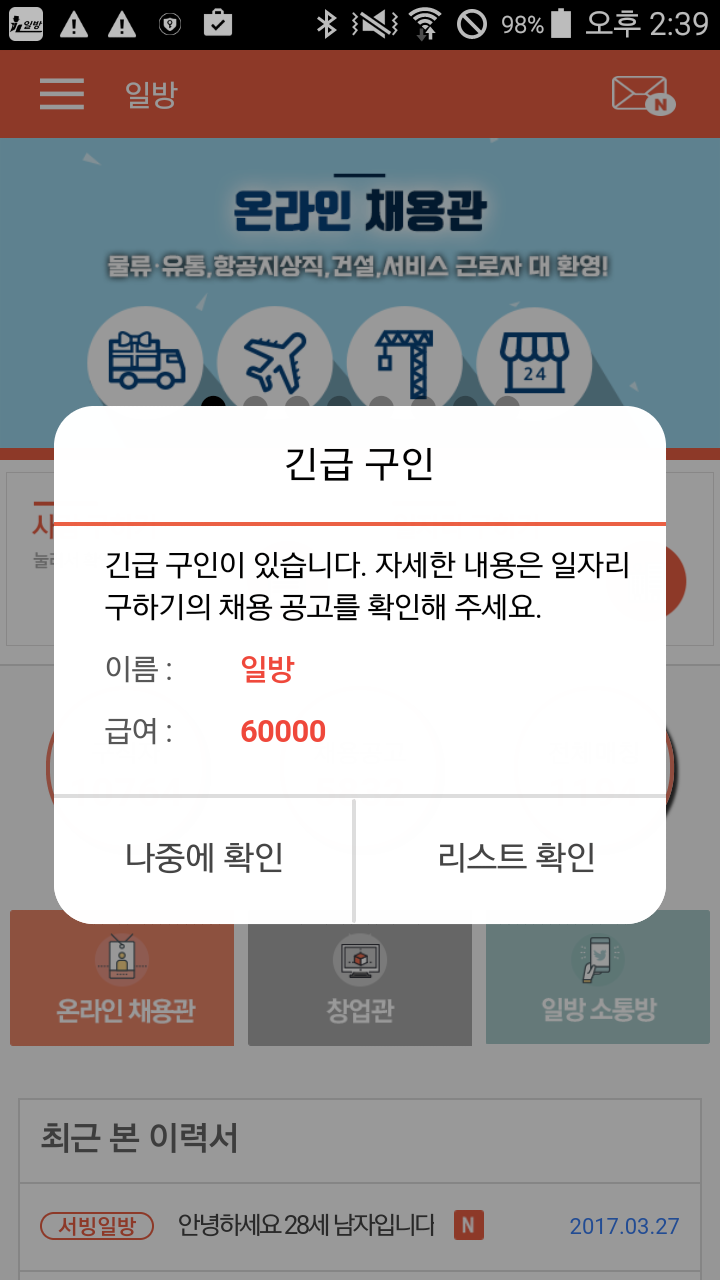 일방
98%
오후 2:39
일방
N
온라인 채용관
물류·유통,항공지상직,건설,서비스 근로자 대 환영!
24
긴급 구인
긴급 구인이 있습니다. 자세한 내용은 일자리
구하기의 채용 공고를 확인해 주세요.
이름 : 일방
급여 : 60000
나중에 확인
리스트 확인
온라인 채용관
창업관
일방 소통방
최근 본 이력서
서빙일방 안녕하세요 28세 남자입니다 N 2017.03.27